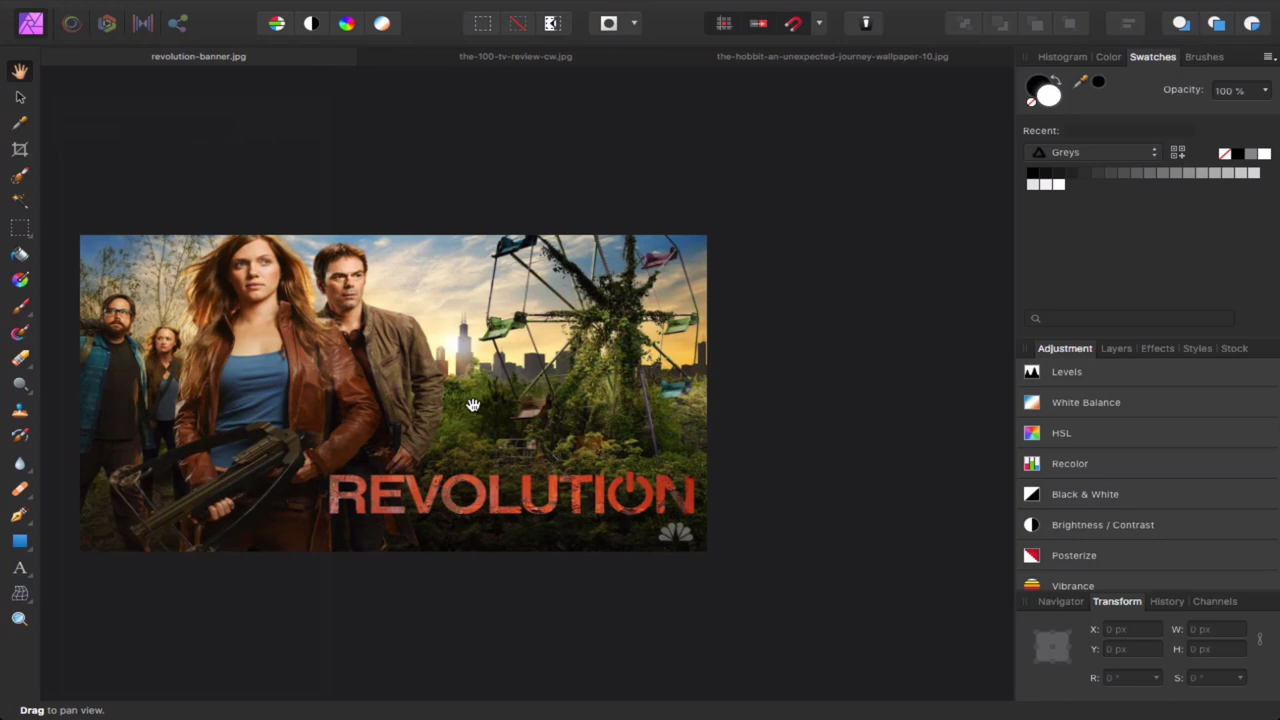 revolution-banner.jpg
the-100-tv-review-cw.jpg
the-hobbit-an-unexpected-journey-wallpaper-10.jpg
Histogram Color Swatches Brushes
Opacity: 100 %
Recent:
Greys
REVOLUTION
Adjustment Layers Effects Styles Stock
Levels
White Balance
HSL
Recolor
Black & White
Brightness / Contrast
Posterize
Vibrance
Navigator Transform History Channels
X: 0 px W: 0 px
Y: 0 px H: 0 px
R: 0 ° S: 0 °
A
Drag to pan view.